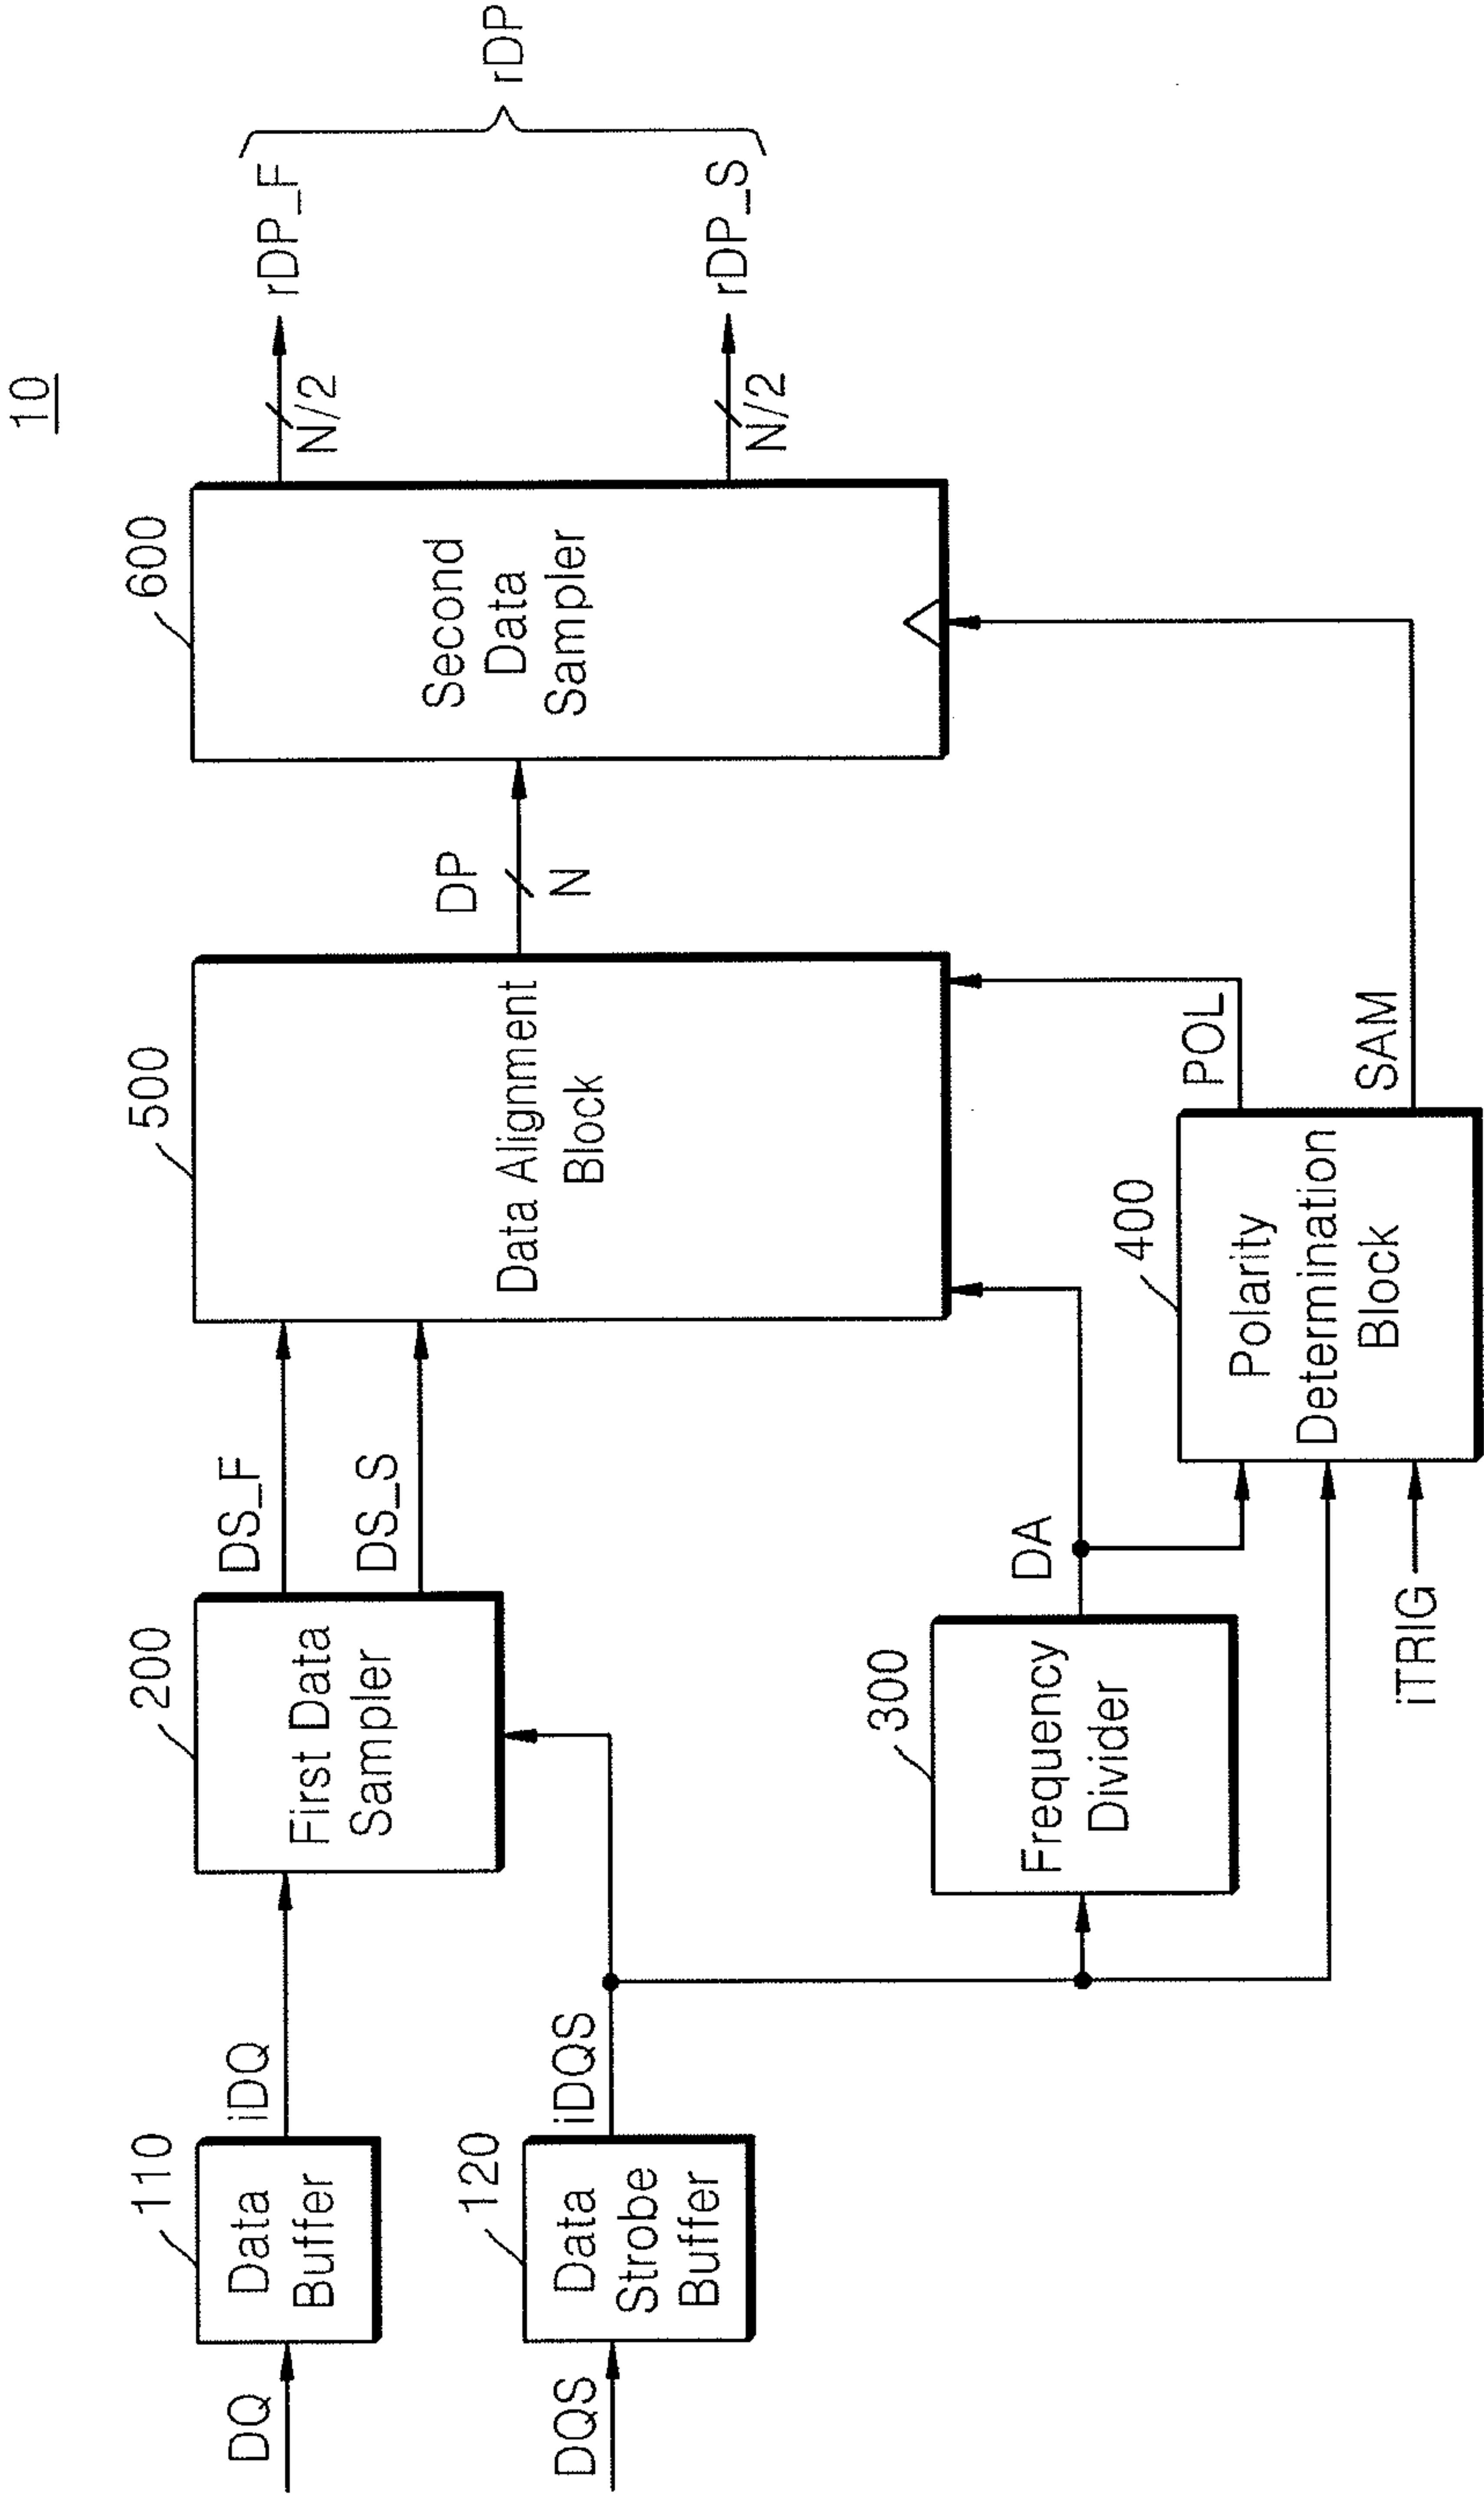 10
DQ
110
Data
Buffer
iDQ
200
First Data
Sampler
DS_F
DS_S
500
Data Alignment
Block
DP
N
600
Second
Data
Sampler
N/2
rDP_F
N/2
rDP_S
rDP
DQS
120
Data
Strobe
Buffer
iDQS
300
Frequency
Divider
DA
iTRIG
400
Polarity
Determination
Block
POL
SAM